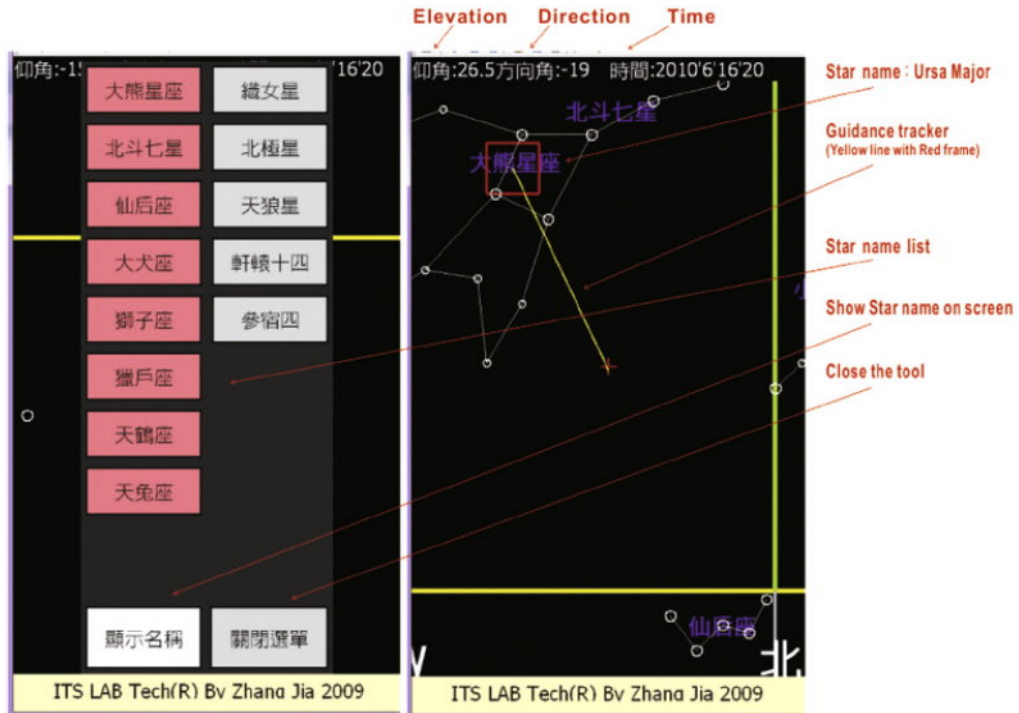 Elevation Direction Time
仰角:-15 16'20
大熊星座 織女星
北斗七星 北極星
仙后座 天狼星
大犬座 軒轅十四
獅子座 參宿四
獵戶座
天鶴座
天兔座
顯示名稱 關閉選單
ITS LAB Tech(R) By Zhang Jia 2009
仰角:26.5方向角:-19 時間:2010'6'16'20
北斗七星
大熊星座
仙后座
北
ITS LAB Tech(R) By Zhang Jia 2009
Star name : Ursa Major
Guidance tracker
(Yellow line with Red frame)
Star name list
Show Star name on screen
Close the tool